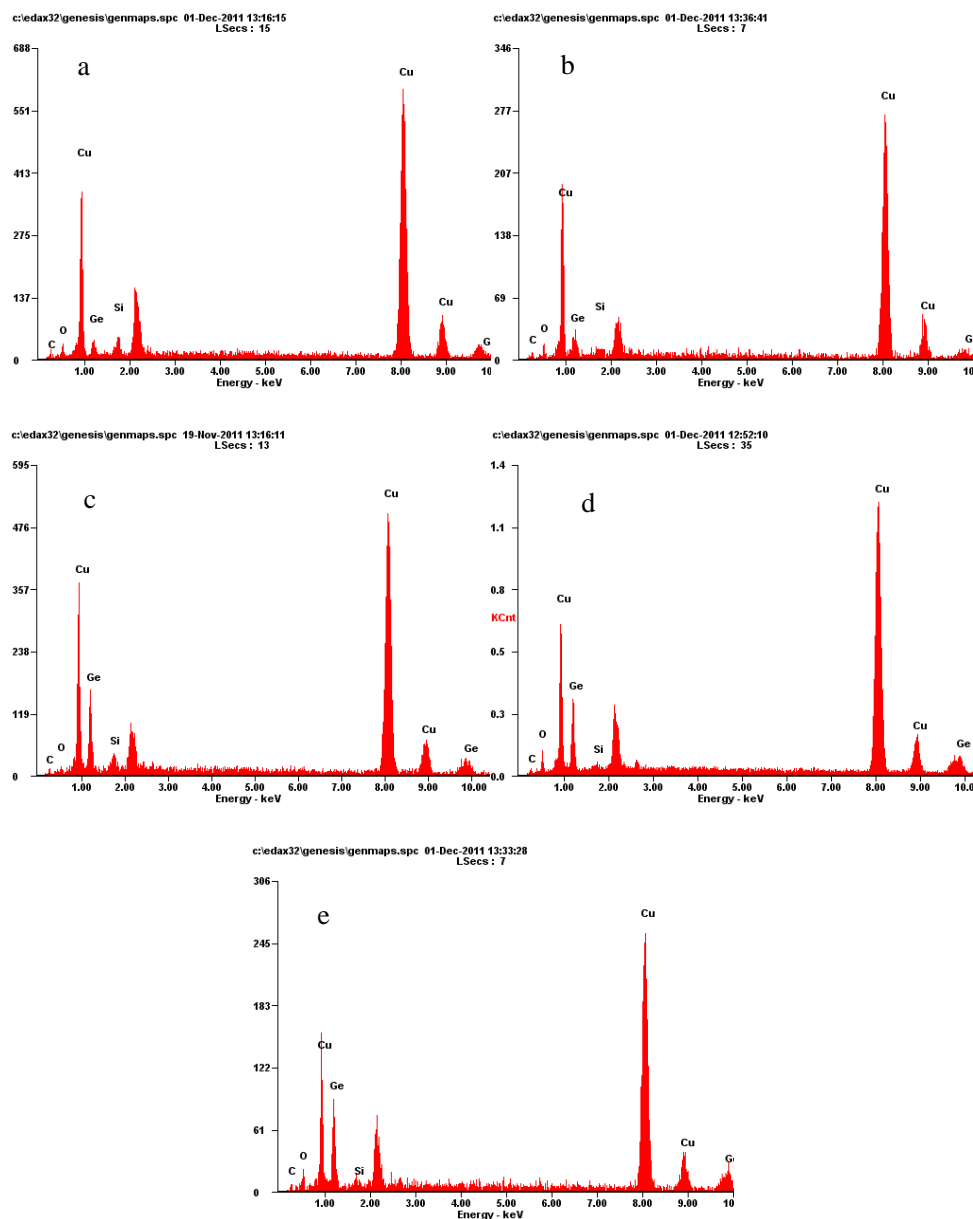 c:\edax32\genesis\genmaps.spc 01-Dec-2011 13:16:15
LSecs : 15
688
551
413
275
137
0
a
C
O
Cu
Ge
Si
Cu
Cu
G
1.00 2.00 3.00 4.00 5.00 6.00 7.00 8.00 9.00 10
Energy - keV
c:\edax32\genesis\genmaps.spc 01-Dec-2011 13:36:41
LSecs : 7
346
277
207
138
69
0
b
C
O
Cu
Ge
Si
Cu
Cu
G
1.00 2.00 3.00 4.00 5.00 6.00 7.00 8.00 9.00 10
Energy - keV
c:\edax32\genesis\genmaps.spc 19-Nov-2011 13:16:11
LSecs : 13
595
476
357
238
119
0
c
C
O
Cu
Ge
Si
Cu
Cu
Ge
1.00 2.00 3.00 4.00 5.00 6.00 7.00 8.00 9.00 10.0
Energy - keV
c:\edax32\genesis\genmaps.spc 01-Dec-2011 12:52:10
LSecs : 35
1.4
1.1
0.8
KCnt
0.5
0.3
0.0
d
C
O
Cu
Ge
Si
Cu
Cu
Ge
1.00 2.00 3.00 4.00 5.00 6.00 7.00 8.00 9.00 10.0
Energy - keV
c:\edax32\genesis\genmaps.spc 01-Dec-2011 13:33:28
LSecs : 7
306
245
183
122
61
0
e
C
O
Cu
Ge
Si
Cu
Cu
Ge
1.00 2.00 3.00 4.00 5.00 6.00 7.00 8.00 9.00 10
Energy - keV